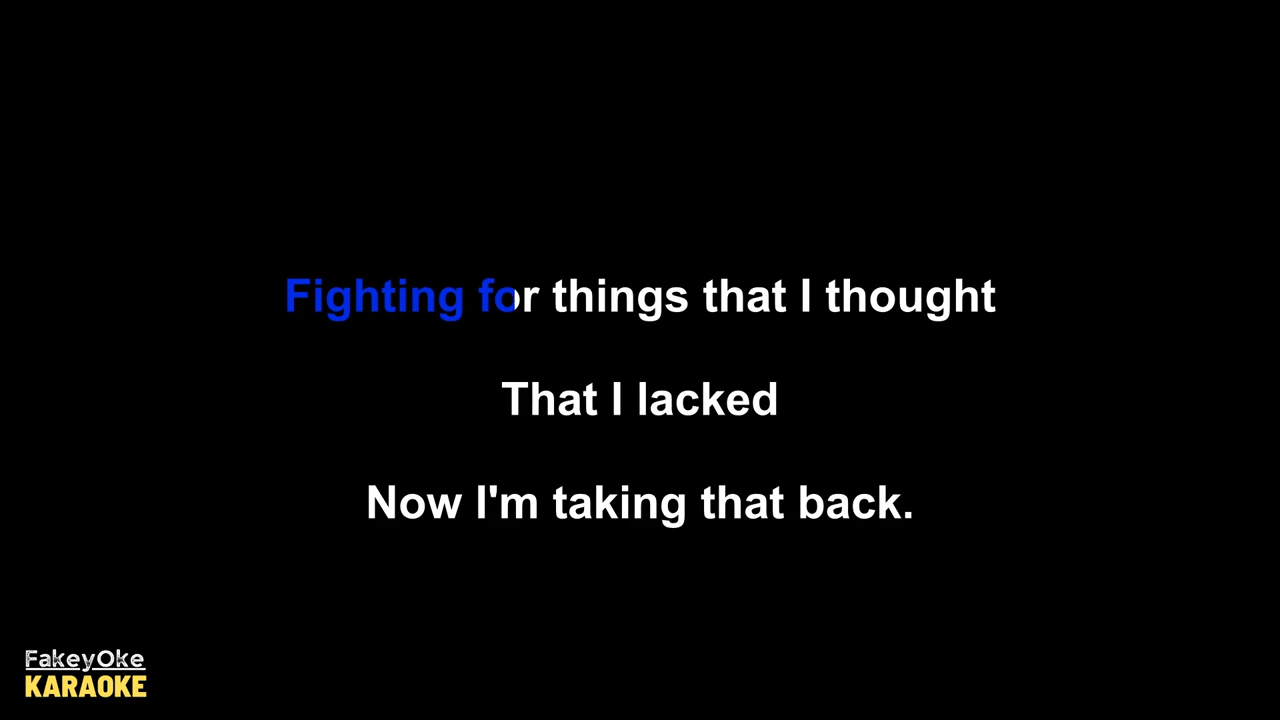 Fighting for things that I thought
That I lacked
Now I'm taking that back.
FakeyOke
KARAOKE